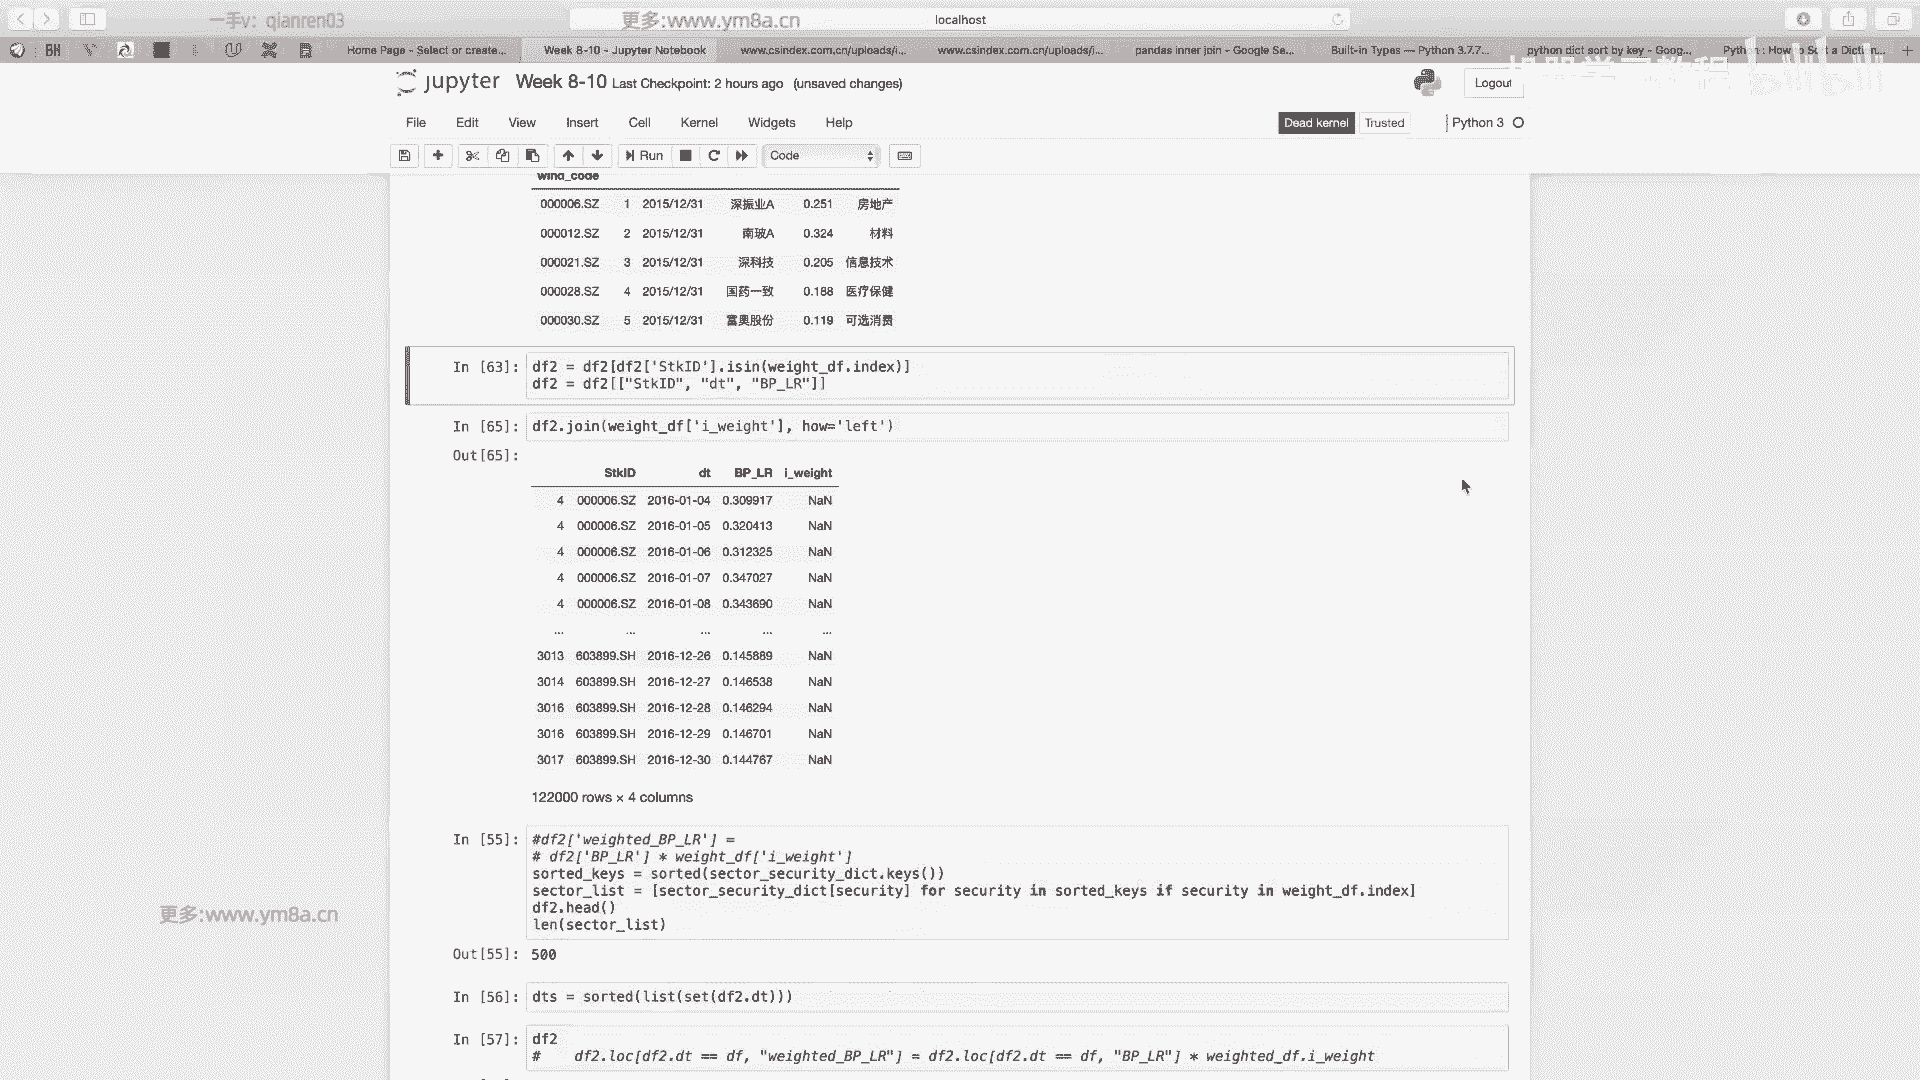 一手v：qianren03
更多:www.ym8a.cn
localhost
BH
Home Page - Select or create...
Week 8-10 - Jupyter Notebook
www.csindex.com.cn/uploads/i...
www.csindex.com.cn/uploads/i...
pandas inner join - Google Se...
Built-in Types — Python 3.7.7...
python dict sort by key - Goog...
jupyter Week 8-10 Last Checkpoint: 2 hours ago (unsaved changes)
Logout
File Edit View Insert Cell Kernel Widgets Help
Dead kernel Trusted Python 3
Run Code
wind_code
000006.SZ 1 2015/12/31 深振业A 0.251 房地产
000012.SZ 2 2015/12/31 南玻A 0.324 材料
000021.SZ 3 2015/12/31 深科技 0.205 信息技术
000028.SZ 4 2015/12/31 国药一致 0.188 医疗保健
000030.SZ 5 2015/12/31 富奥股份 0.119 可选消费
In [63]: df2 = df2[df2['StkID'].isin(weight_df.index)]
df2 = df2[["StkID", "dt", "BP_LR"]]
In [65]: df2.join(weight_df['i_weight'], how='left')
Out[65]:
StkID dt BP_LR i_weight
4 000006.SZ 2016-01-04 0.309917 NaN
4 000006.SZ 2016-01-05 0.320413 NaN
4 000006.SZ 2016-01-06 0.312325 NaN
4 000006.SZ 2016-01-07 0.347027 NaN
4 000006.SZ 2016-01-08 0.343690 NaN
... ... ... ... ...
3013 603899.SH 2016-12-26 0.145889 NaN
3014 603899.SH 2016-12-27 0.146538 NaN
3016 603899.SH 2016-12-28 0.146294 NaN
3016 603899.SH 2016-12-29 0.146701 NaN
3017 603899.SH 2016-12-30 0.144767 NaN
122000 rows × 4 columns
In [55]: #df2['weighted_BP_LR'] =
# df2['BP_LR'] * weight_df['i_weight']
sorted_keys = sorted(sector_security_dict.keys())
sector_list = [sector_security_dict[security] for security in sorted_keys if security in weight_df.index]
df2.head()
len(sector_list)
更多:www.ym8a.cn
Out[55]: 500
In [56]: dts = sorted(list(set(df2.dt)))
In [57]: df2
# df2.loc[df2.dt == df, "weighted_BP_LR"] = df2.loc[df2.dt == df, "BP_LR"] * weighted_df.i_weight